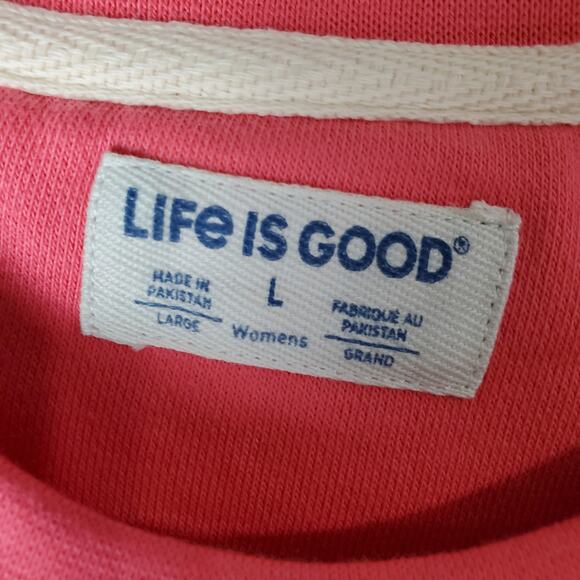 LIFe IS GOOD®
MADE IN
PAKISTAN
LARGE
L
Womens
FABRIQUÉ AU
PAKISTAN
GRAND